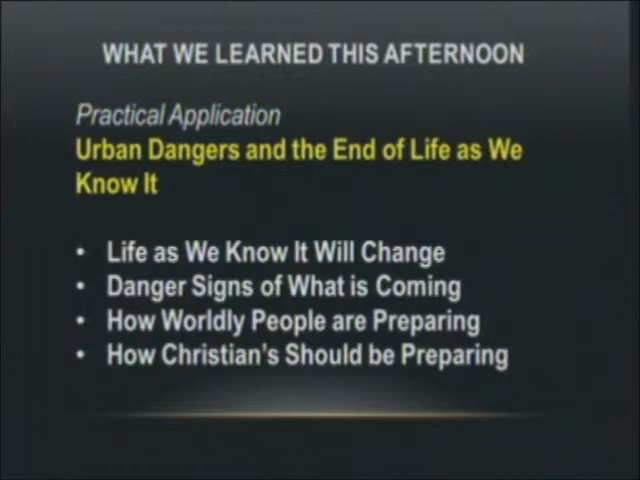 WHAT WE LEARNED THIS AFTERNOON
Practical Application
Urban Dangers and the End of Life as We
Know It
• Life as We Know It Will Change
• Danger Signs of What is Coming
• How Worldly People are Preparing
• How Christian's Should be Preparing